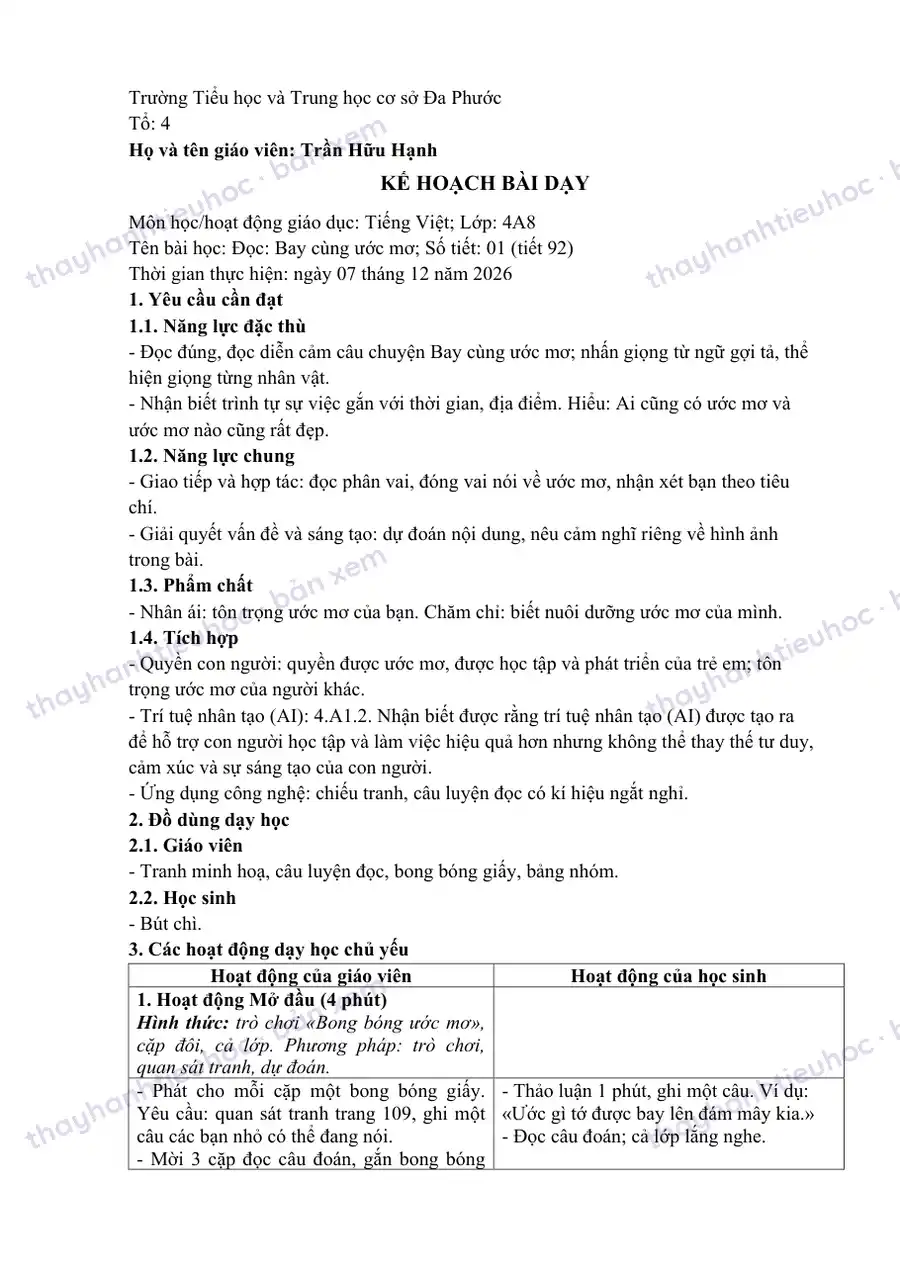 Trường Tiểu học và Trung học cơ sở Đa Phước
Tổ: 4
Họ và tên giáo viên: Trần Hữu Hạnh
KẾ HOẠCH BÀI DẠY
Môn học/hoạt động giáo dục: Tiếng Việt; Lớp: 4A8
Tên bài học: Đọc: Bay cùng ước mơ; Số tiết: 01 (tiết 92)
Thời gian thực hiện: ngày 07 tháng 12 năm 2026
1. Yêu cầu cần đạt
1.1. Năng lực đặc thù
- Đọc đúng, đọc diễn cảm câu chuyện Bay cùng ước mơ; nhấn giọng từ ngữ gợi tả, thể
hiện giọng từng nhân vật.
- Nhận biết trình tự sự việc gắn với thời gian, địa điểm. Hiểu: Ai cũng có ước mơ và
ước mơ nào cũng rất đẹp.
1.2. Năng lực chung
- Giao tiếp và hợp tác: đọc phân vai, đóng vai nói về ước mơ, nhận xét bạn theo tiêu
chí.
- Giải quyết vấn đề và sáng tạo: dự đoán nội dung, nêu cảm nghĩ riêng về hình ảnh
trong bài.
1.3. Phẩm chất
- Nhân ái: tôn trọng ước mơ của bạn. Chăm chỉ: biết nuôi dưỡng ước mơ của mình.
1.4. Tích hợp
- Quyền con người: quyền được ước mơ, được học tập và phát triển của trẻ em; tôn
trọng ước mơ của người khác.
- Trí tuệ nhân tạo (AI): 4.A1.2. Nhận biết được rằng trí tuệ nhân tạo (AI) được tạo ra
để hỗ trợ con người học tập và làm việc hiệu quả hơn nhưng không thể thay thế tư duy,
cảm xúc và sự sáng tạo của con người.
- Ứng dụng công nghệ: chiếu tranh, câu luyện đọc có kí hiệu ngắt nghỉ.
2. Đồ dùng dạy học
2.1. Giáo viên
- Tranh minh hoạ, câu luyện đọc, bong bóng giấy, bảng nhóm.
2.2. Học sinh
- Bút chì.
3. Các hoạt động dạy học chủ yếu
Hoạt động của giáo viên
Hoạt động của học sinh
1. Hoạt động Mở đầu (4 phút)
Hình thức: trò chơi «Bong bóng ước mơ»,
cặp đôi, cả lớp. Phương pháp: trò chơi,
quan sát tranh, dự đoán.
- Phát cho mỗi cặp một bong bóng giấy.
Yêu cầu: quan sát tranh trang 109, ghi một
câu các bạn nhỏ có thể đang nói.
- Mời 3 cặp đọc câu đoán, gắn bong bóng
- Thảo luận 1 phút, ghi một câu. Ví dụ:
«Ước gì tớ được bay lên đám mây kia.»
- Đọc câu đoán; cả lớp lắng nghe.
thayhanhtieuhoc · bản xem
thayhanhtieuhoc · b
thayhanhtieuhoc · bản xem
thayhanhtieuhoc · b
thayhanhtieuhoc · bản xem
thayhanhtieuhoc · b